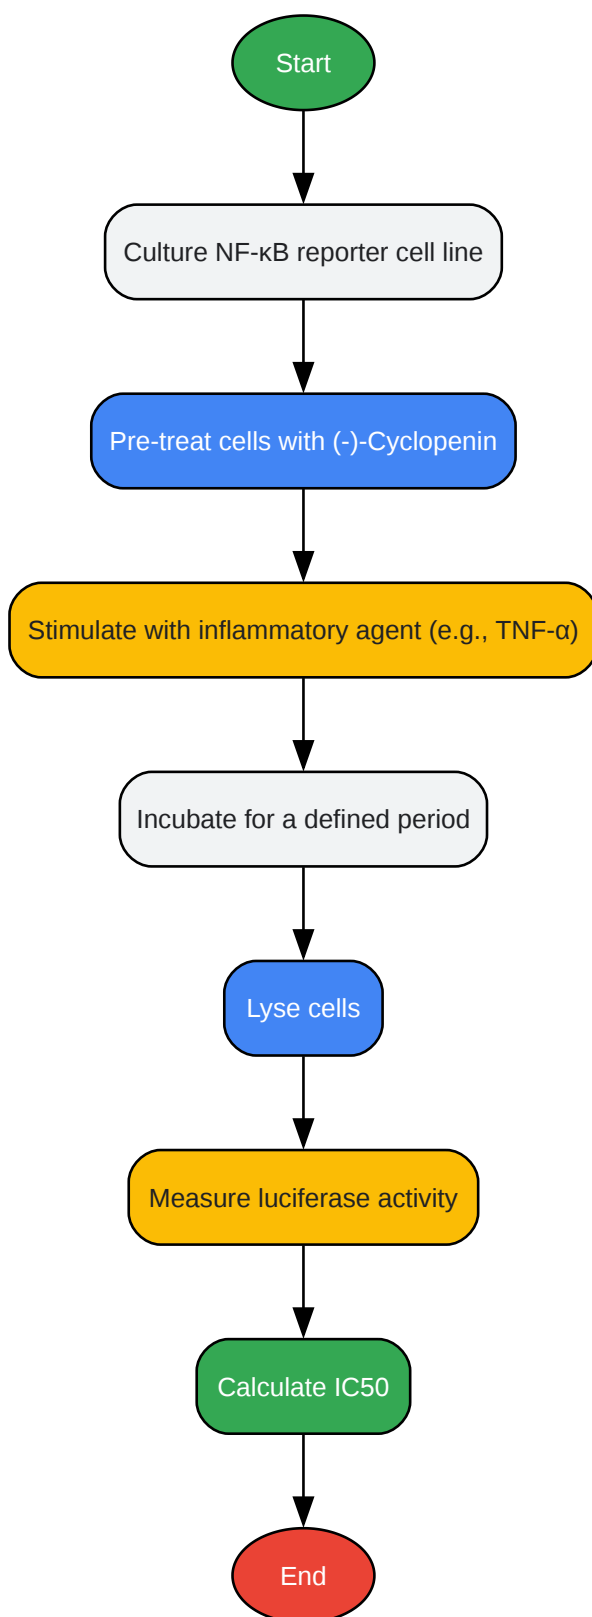 Start
Culture NF-κB reporter cell line
Pre-treat cells with (-)-Cyclopenin
Stimulate with inflammatory agent (e.g., TNF-α)
Incubate for a defined period
Lyse cells
Measure luciferase activity
Calculate IC50
End